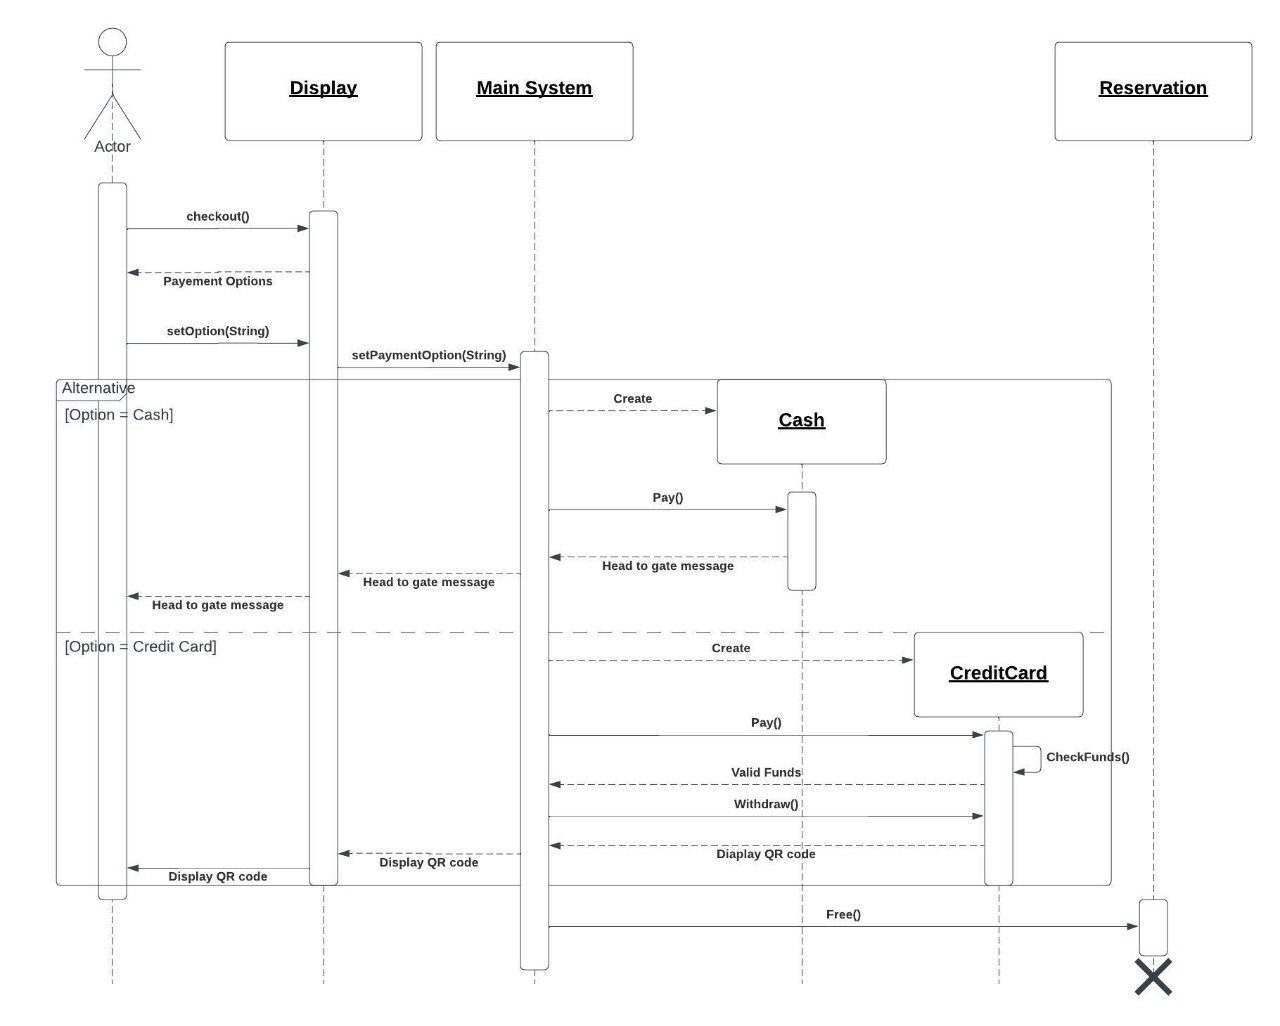 Actor
Display
Main System
Reservation
checkout()
Payement Options
setOption(String)
setPaymentOption(String)
Alternative
[Option = Cash]
Create
Cash
Pay()
Head to gate message
Head to gate message
Head to gate message
[Option = Credit Card]
Create
CreditCard
Pay()
CheckFunds()
Valid Funds
Withdraw()
Diaplay QR code
Display QR code
Display QR code
Free()